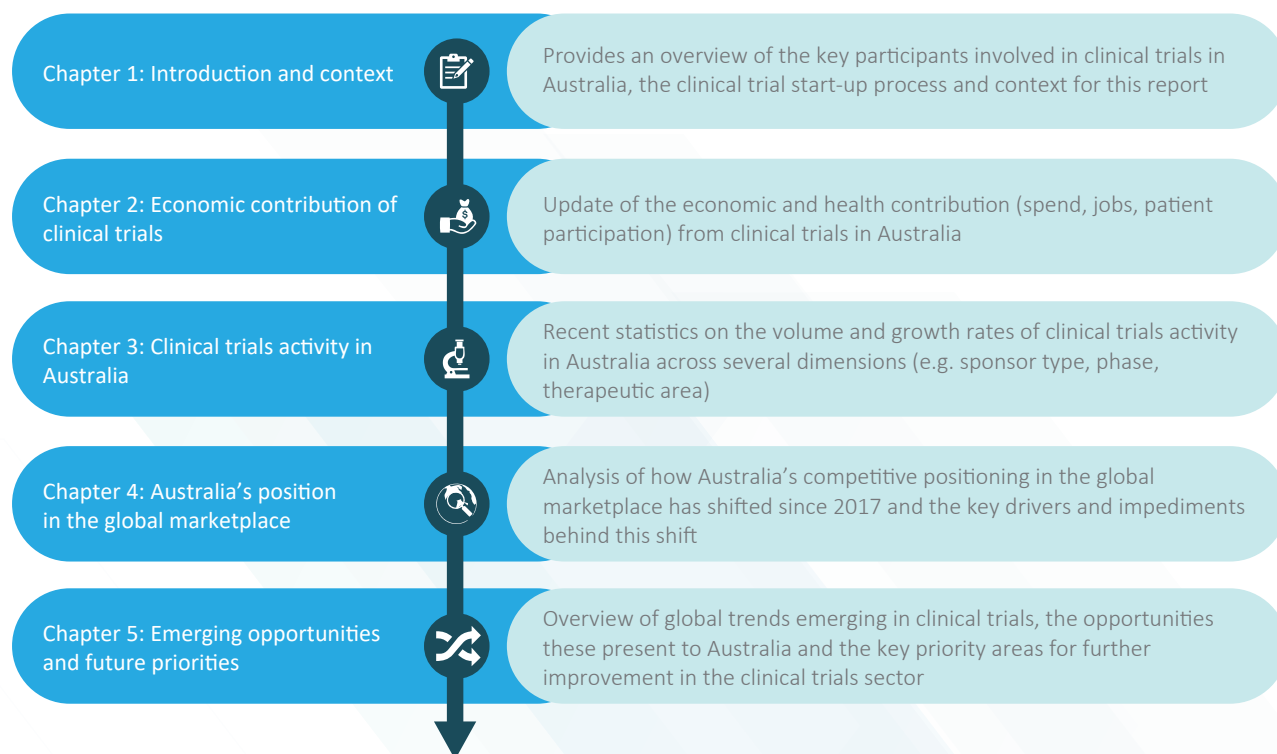 Chapter 1: Introduction and context
Provides an overview of the key participants involved in clinical trials in
Australia, the clinical trial start-up process and context for this report
Chapter 2: Economic contribution of
clinical trials
Update of the economic and health contribution (spend, jobs, patient
participation) from clinical trials in Australia
Chapter 3: Clinical trials activity in
Australia
Recent statistics on the volume and growth rates of clinical trials activity
in Australia across several dimensions (e.g. sponsor type, phase,
therapeutic area)
Chapter 4: Australia’s position
in the global marketplace
Analysis of how Australia’s competitive positioning in the global
marketplace has shifted since 2017 and the key drivers and impediments
behind this shift
Chapter 5: Emerging opportunities
and future priorities
Overview of global trends emerging in clinical trials, the opportunities
these present to Australia and the key priority areas for further
improvement in the clinical trials sector